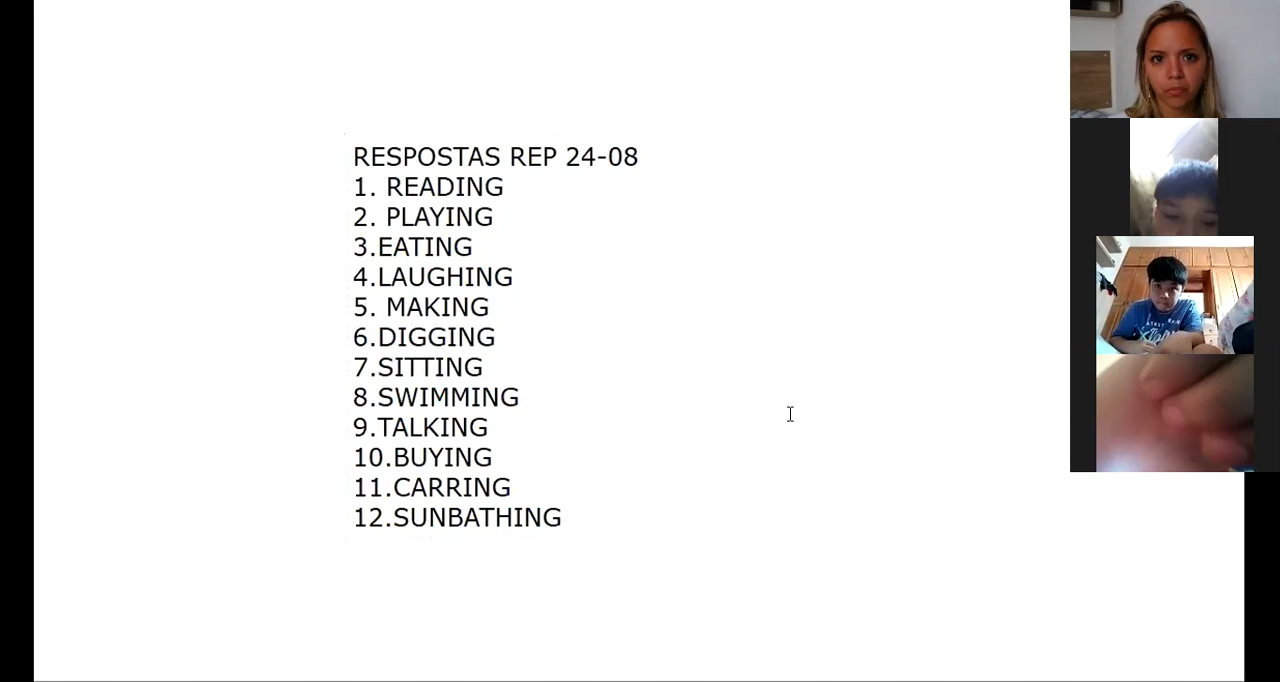 RESPOSTAS REP 24-08
1. READING
2. PLAYING
3.EATING
4.LAUGHING
5. MAKING
6.DIGGING
7.SITTING
8.SWIMMING
9.TALKING
10.BUYING
11.CARRING
12.SUNBATHING